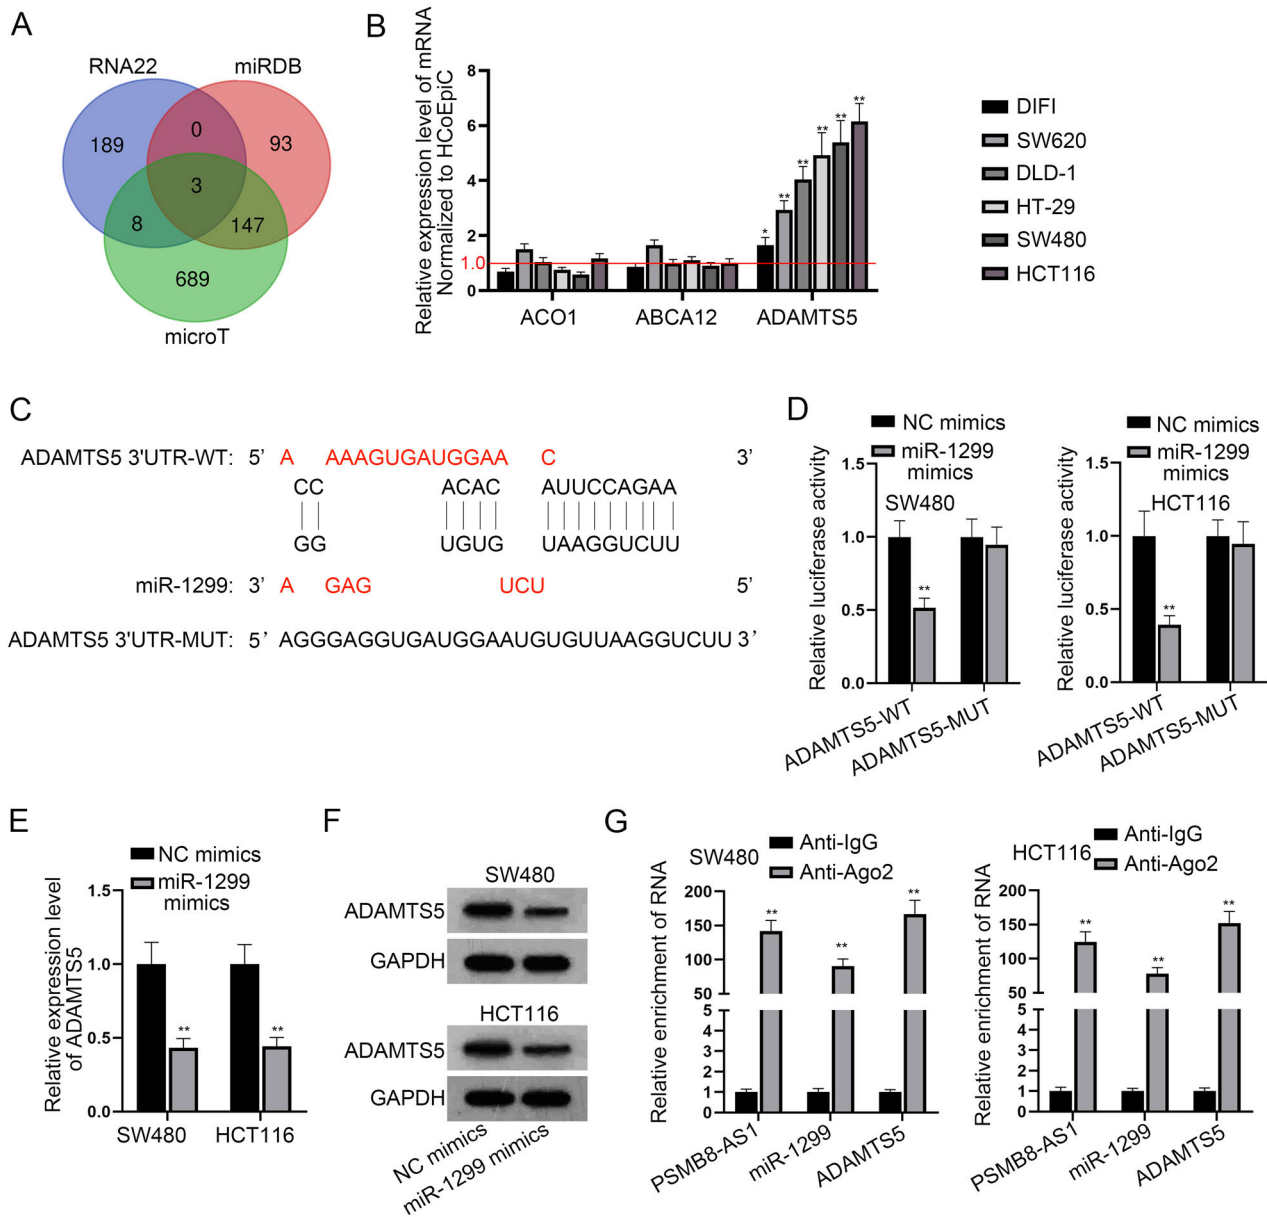 A
RNA22
miRDB
189
0
93
3
8
147
689
microT
B
Relative expression level of mRNA
Normalized to HCoEpiC
8
6
4
2
1.0
0
* ** ** ** ** **
ACO1
ABCA12
ADAMTS5
DIFI
SW620
DLD-1
HT-29
SW480
HCT116
C
ADAMTS5 3'UTR-WT: 5' A AAAGUGAUGGAA C 3'
CC ACAC AUUCCAGAA
GG UGUG UAAGGUCUU
miR-1299: 3' A GAG UCU 5'
ADAMTS5 3'UTR-MUT: 5' AGGGAGGUGAUGGAAUGUGUUAAGGUCUU 3'
D
NC mimics
miR-1299
mimics
SW480
Relative luciferase activity
1.5
1.0
0.5
0.0
**
ADAMTS5-WT
ADAMTS5-MUT
NC mimics
miR-1299
mimics
HCT116
Relative luciferase activity
1.5
1.0
0.5
0.0
**
ADAMTS5-WT
ADAMTS5-MUT
E
NC mimics
miR-1299
mimics
Relative expression level
of ADAMTS5
1.5
1.0
0.5
0.0
** **
SW480
HCT116
F
SW480
ADAMTS5
GAPDH
HCT116
ADAMTS5
GAPDH
NC mimics
miR-1299 mimics
G
SW480
Anti-IgG
Anti-Ago2
Relative enrichment of RNA
200
150
100
50
5
4
3
2
1
0
** ** **
PSMB8-AS1
miR-1299
ADAMTS5
HCT116
Anti-IgG
Anti-Ago2
Relative enrichment of RNA
200
150
100
50
5
4
3
2
1
0
** ** **
PSMB8-AS1
miR-1299
ADAMTS5